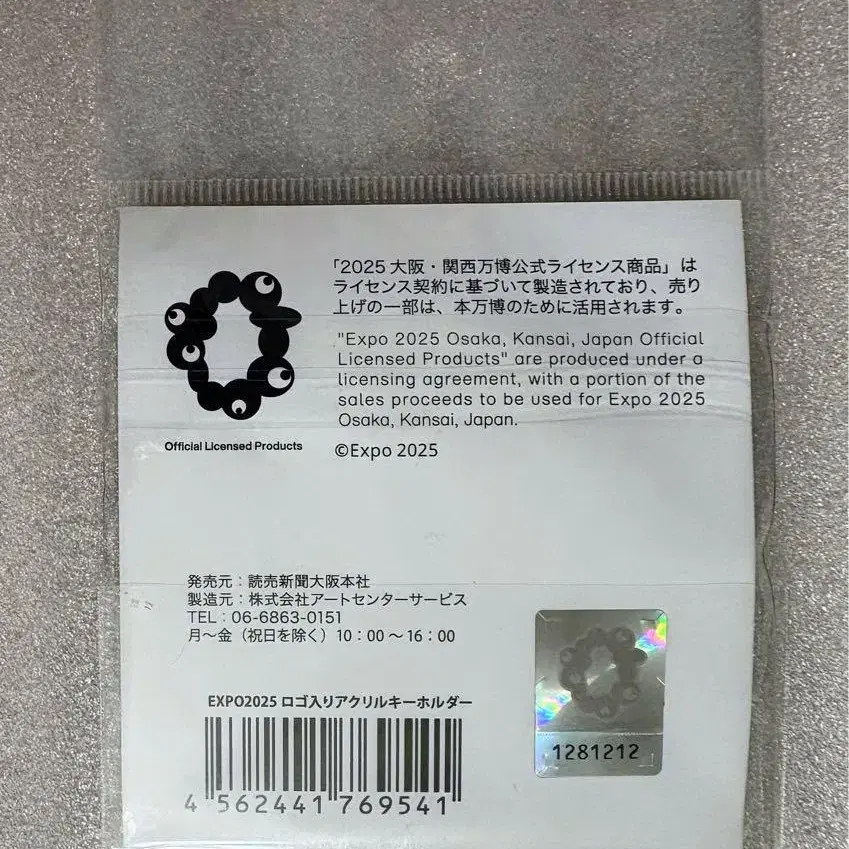 「2025 大阪・関西万博公式ライセンス商品」は
ライセンス契約に基づいて製造されており、売り
上げの一部は、本万博のために活用されます。
"Expo 2025 Osaka, Kansai, Japan Official
Licensed Products" are produced under a
licensing agreement, with a portion of the
sales proceeds to be used for Expo 2025
Osaka, Kansai, Japan.
©Expo 2025
Official Licensed Products
発売元：読売新聞大阪本社
製造元：株式会社アートセンターサービス
TEL：06-6863-0151
月～金（祝日を除く）10：00～16：00
EXPO2025 ロゴ入りアクリルキーホルダー
4 562441 769541
1281212